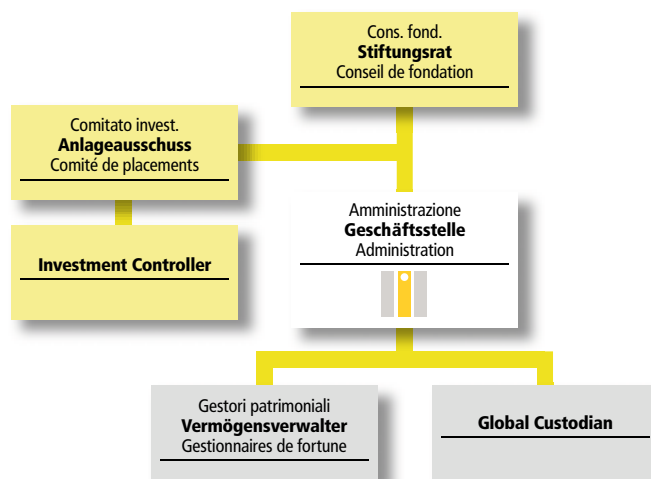 Cons. fond.
Stiftungsrat
Conseil de fondation
Comitato invest.
Anlageausschuss
Comité de placements
Investment Controller
Amministrazione
Geschäftsstelle
Administration
Gestori patrimoniali
Vermögensverwalter
Gestionnaires de fortune
Global Custodian